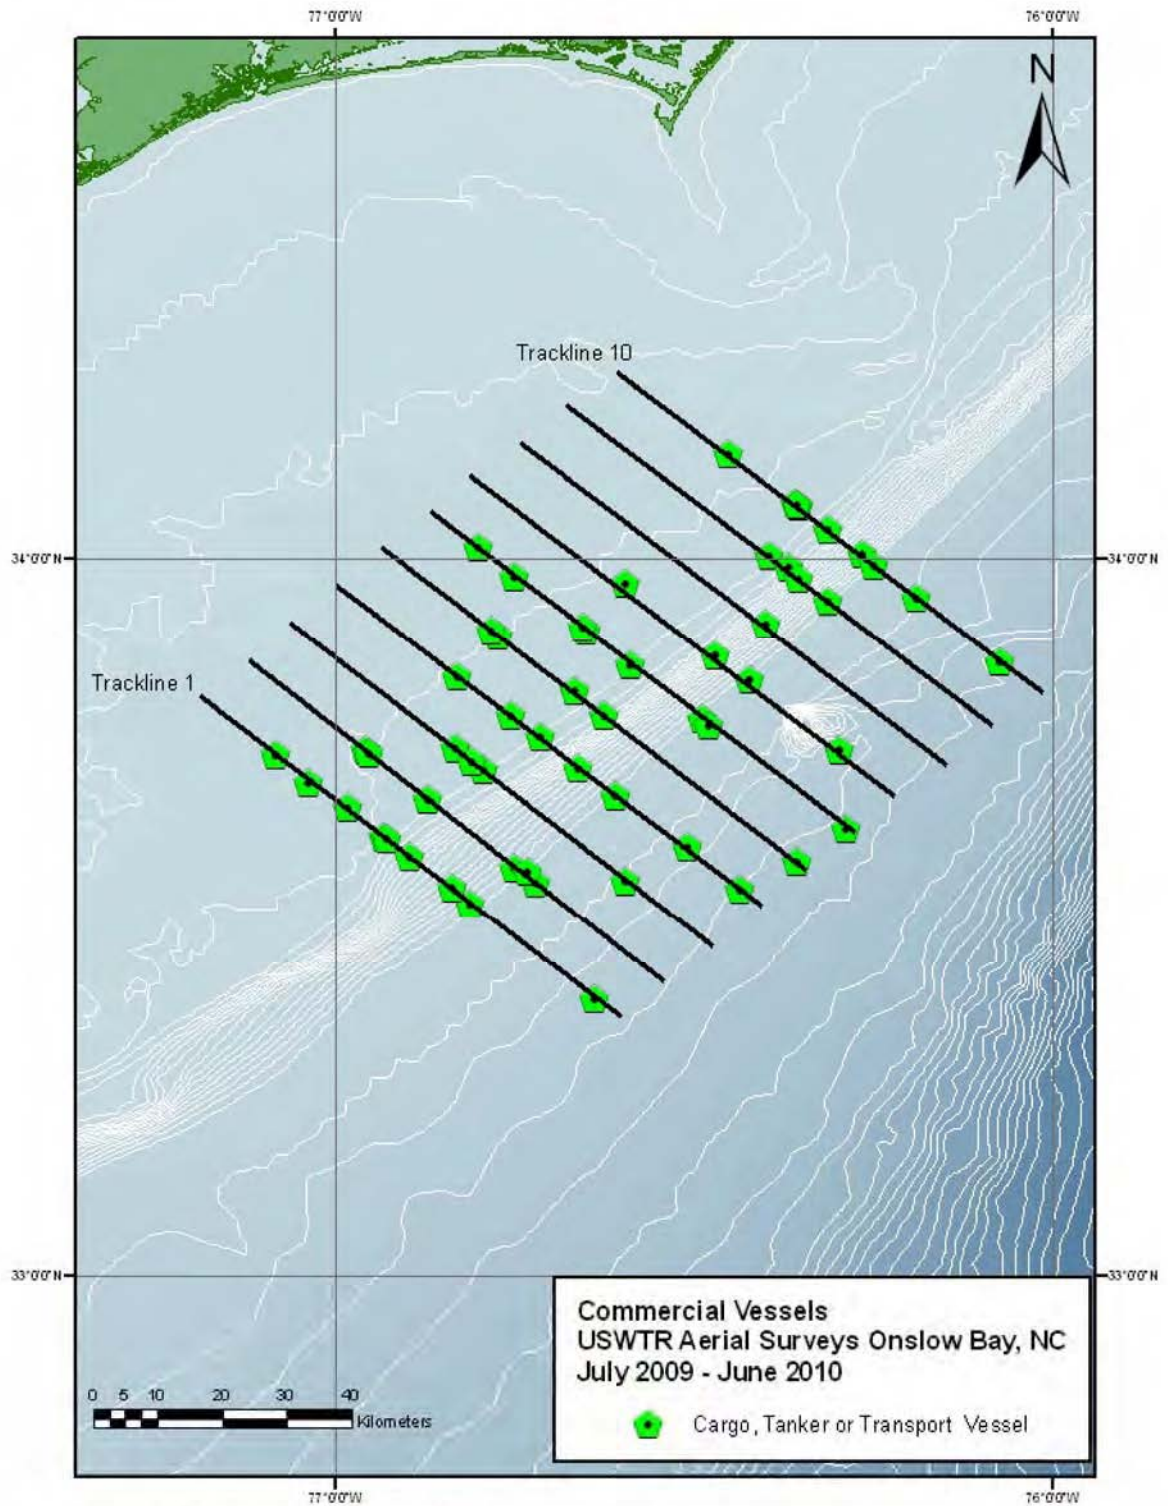 77°0'0"W
76°0'0"W
N
Trackline 10
34°0'0"N
34°0'0"N
Trackline 1
33°0'0"N
33°0'0"N
Commercial Vessels
USWTR Aerial Surveys Onslow Bay, NC
July 2009 - June 2010
Cargo, Tanker or Transport Vessel
0 5 10 20 30 40
Kilometers
77°0'0"W
76°0'0"W